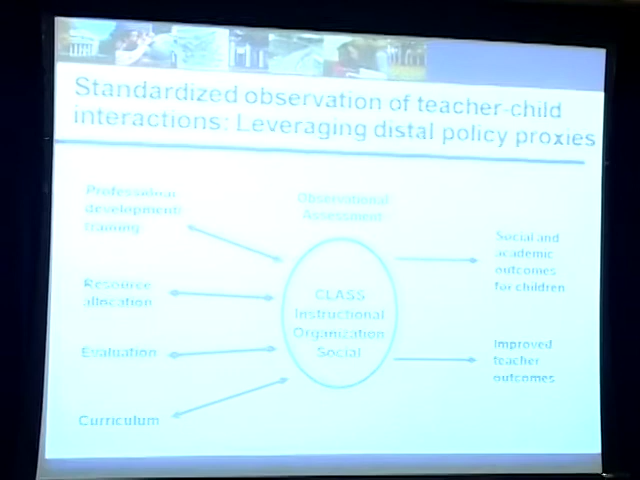 Standardized observation of teacher-child
interactions: Leveraging distal policy proxies
Professional
development/
training
Observational
Assessment
Social and
academic
outcomes
for children
Resource
allocation
CLASS
Instructional
Organization
Social
Evaluation
Improved
teacher
outcomes
Curriculum